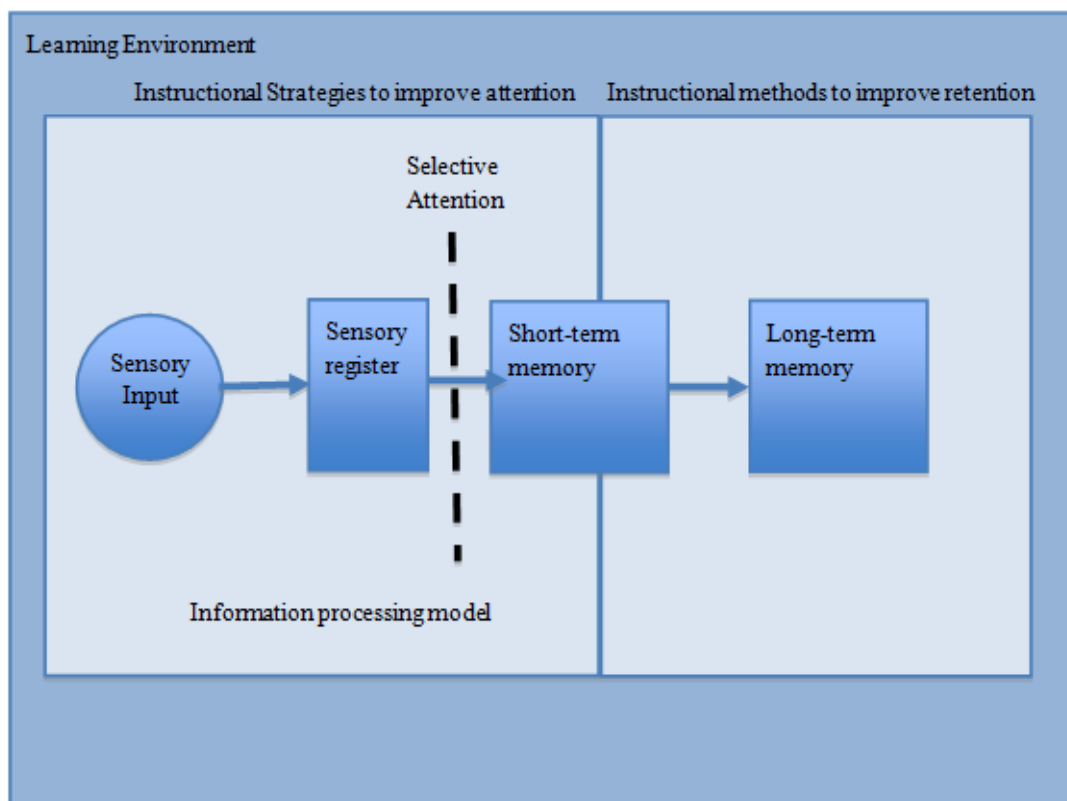 Learning Environment
Instructional Strategies to improve attention
Instructional methods to improve retention
Selective
Attention
Sensory
Input
Sensory
register
Short-term
memory
Long-term
memory
Information processing model